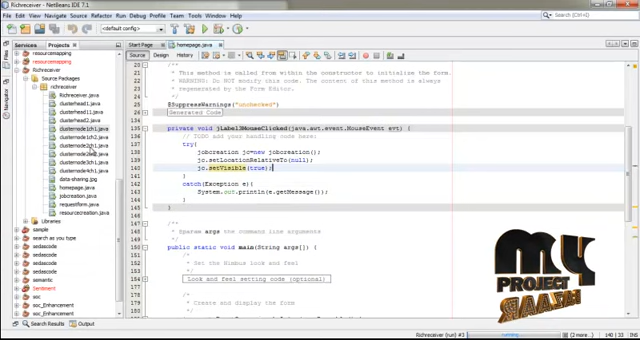 Richreceiver - NetBeans IDE 7.1
File Edit View Navigate Source Refactor Run Debug Profile Team Tools Window Help
<default config>
Services Projects
Start Page homepage.java
Source Design History
Files
Navigator
resourcemapping
resourcemapping
Richreceiver
Source Packages
richreceiver
Richreceiver.java
clusterhead1.java
clusterhead11.java
clusterhead2.java
clusternode1ch1.java
clusternode1ch2.java
clusternode2ch1.java
clusternode2ch2.java
clusternode3ch1.java
clusternode4ch1.java
data-sharing.jpg
homepage.java
jobcreation.java
requestform.java
resourcecreation.java
Libraries
sample
search as you type
sedascode
sedascode
sedascode
semantic
Sentiment
soc
soc_Enhancement
soc_Enhancement
* This method is called from within the constructor to initialize the form.
* WARNING: Do NOT modify this code. The content of this method is always
* regenerated by the Form Editor.
*/
@SuppressWarnings("unchecked")
Generated Code
private void jLabel3MouseClicked(java.awt.event.MouseEvent evt) {
// TODO add your handling code here:
try{
jobcreation jc=new jobcreation();
jc.setLocationRelativeTo(null);
jc.setVisible(true);
}
catch(Exception e){
System.out.println(e.getMessage());
}
}
/**
* @param args the command line arguments
*/
public static void main(String args[]) {
/*
* Set the Nimbus look and feel
*/
Look and Feel setting code (optional)
/*
* Create and display the form
*/
MY
PROJECT
BAZAAR
Search Results Output
Richreceiver (run) #3 running... (2 more...) 140 | 33 INS